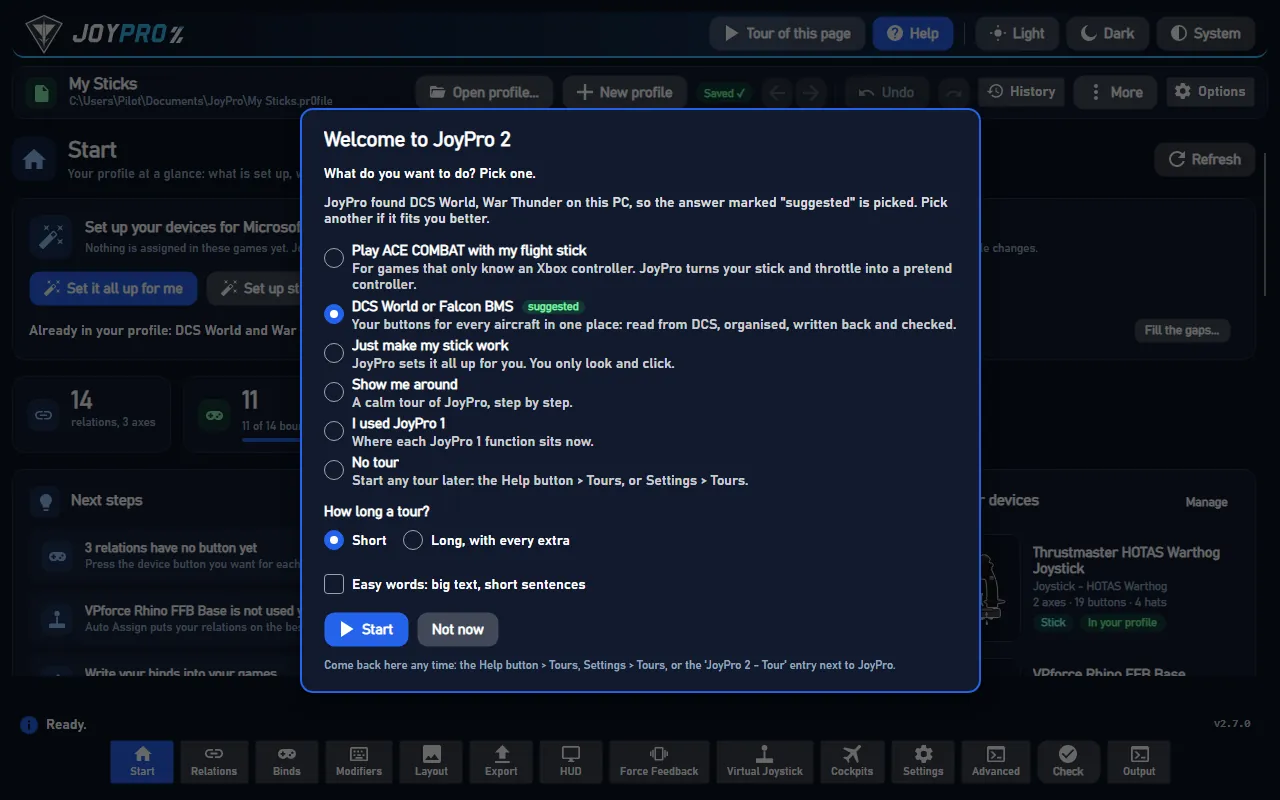 JOYPRO 2
Tour of this page
Help
Light
Dark
System
My Sticks
C:\Users\Pilot\Documents\JoyPro\My Sticks.pr0file
Open profile...
New profile
Saved ✓
Undo
History
More
Options
Start
Your profile at a glance: what is set up, w
Refresh
Set up your devices for Microsof
Nothing is assigned in these games yet. Jo
e changes.
Set it all up for me
Set up st
Already in your profile: DCS World and War
Fill the gaps...
14
relations, 3 axes
11
11 of 14 bou
Next steps
3 relations have no button yet
Press the device button you want for each
VPforce Rhino FFB Base is not used y
Auto Assign puts your relations on the be
Write your binds into your games
r devices
Manage
Thrustmaster HOTAS Warthog
Joystick
Joystick - HOTAS Warthog
2 axes · 19 buttons · 4 hats
Stick
In your profile
VPforce Rhino FFB Base
Welcome to JoyPro 2
What do you want to do? Pick one.
JoyPro found DCS World, War Thunder on this PC, so the answer marked "suggested" is picked. Pick
another if it fits you better.
Play ACE COMBAT with my flight stick
For games that only know an Xbox controller. JoyPro turns your stick and throttle into a pretend
controller.
DCS World or Falcon BMS suggested
Your buttons for every aircraft in one place: read from DCS, organised, written back and checked.
Just make my stick work
JoyPro sets it all up for you. You only look and click.
Show me around
A calm tour of JoyPro, step by step.
I used JoyPro 1
Where each JoyPro 1 function sits now.
No tour
Start any tour later: the Help button > Tours, or Settings > Tours.
How long a tour?
Short
Long, with every extra
Easy words: big text, short sentences
Start
Not now
Come back here any time: the Help button > Tours, Settings > Tours, or the 'JoyPro 2 - Tour' entry next to JoyPro.
Ready.
v2.7.0
Start
Relations
Binds
Modifiers
Layout
Export
HUD
Force Feedback
Virtual Joystick
Cockpits
Settings
Advanced
Check
Output